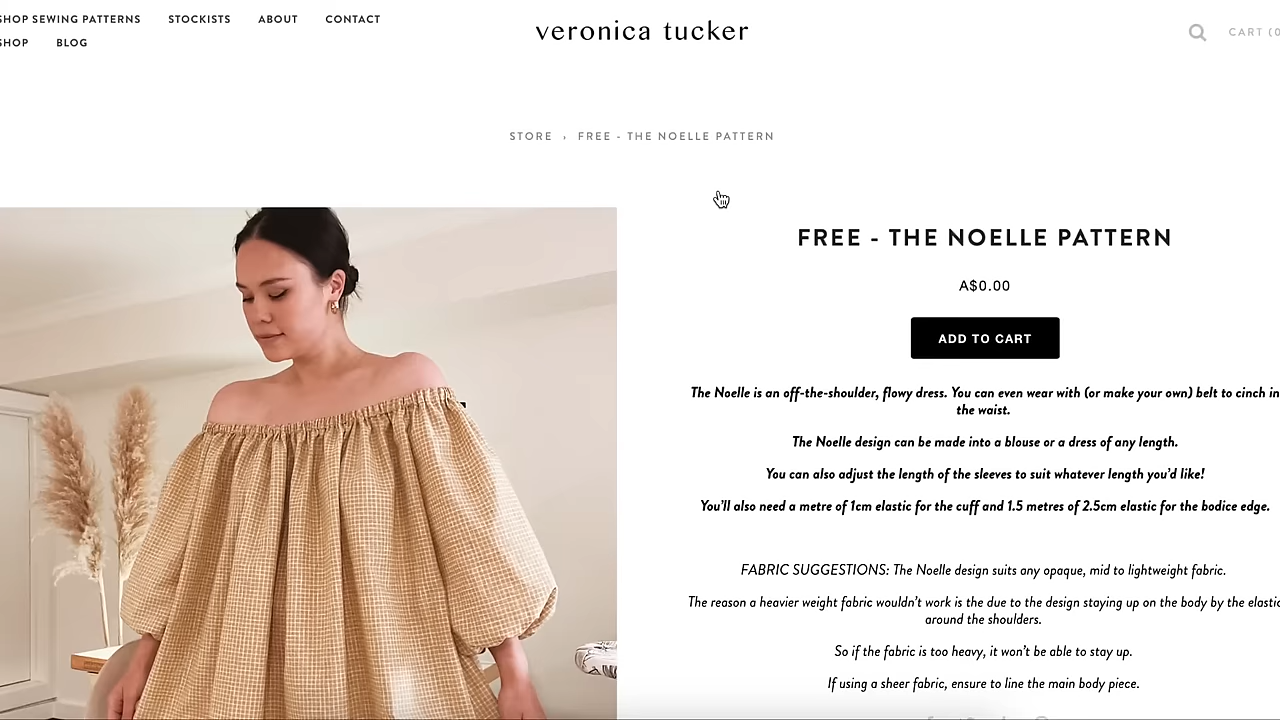 SHOP SEWING PATTERNS STOCKISTS ABOUT CONTACT
SHOP BLOG
veronica tucker
CART (0
STORE › FREE - THE NOELLE PATTERN
FREE - THE NOELLE PATTERN
A$0.00
ADD TO CART
The Noelle is an off-the-shoulder, flowy dress. You can even wear with (or make your own) belt to cinch in
the waist.
The Noelle design can be made into a blouse or a dress of any length.
You can also adjust the length of the sleeves to suit whatever length you’d like!
You’ll also need a metre of 1cm elastic for the cuff and 1.5 metres of 2.5cm elastic for the bodice edge.
FABRIC SUGGESTIONS: The Noelle design suits any opaque, mid to lightweight fabric.
The reason a heavier weight fabric wouldn’t work is the due to the design staying up on the body by the elastic
around the shoulders.
So if the fabric is too heavy, it won’t be able to stay up.
If using a sheer fabric, ensure to line the main body piece.